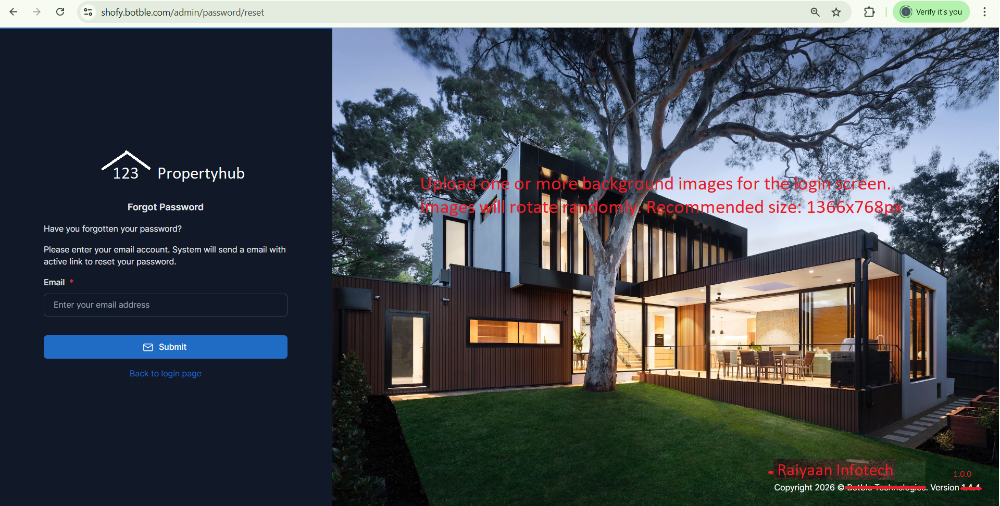 shofy.botble.com/admin/password/reset
Verify it's you
123 Propertyhub
Forgot Password
Have you forgotten your password?
Please enter your email account. System will send a email with
active link to reset your password.
Email *
Enter your email address
Submit
Back to login page
Upload one or more background images for the login screen.
Images will rotate randomly. Recommended size: 1366x768px
- Raiyaan Infotech
1.0.0
Copyright 2026 © Botble Technologies. Version 1.4.4